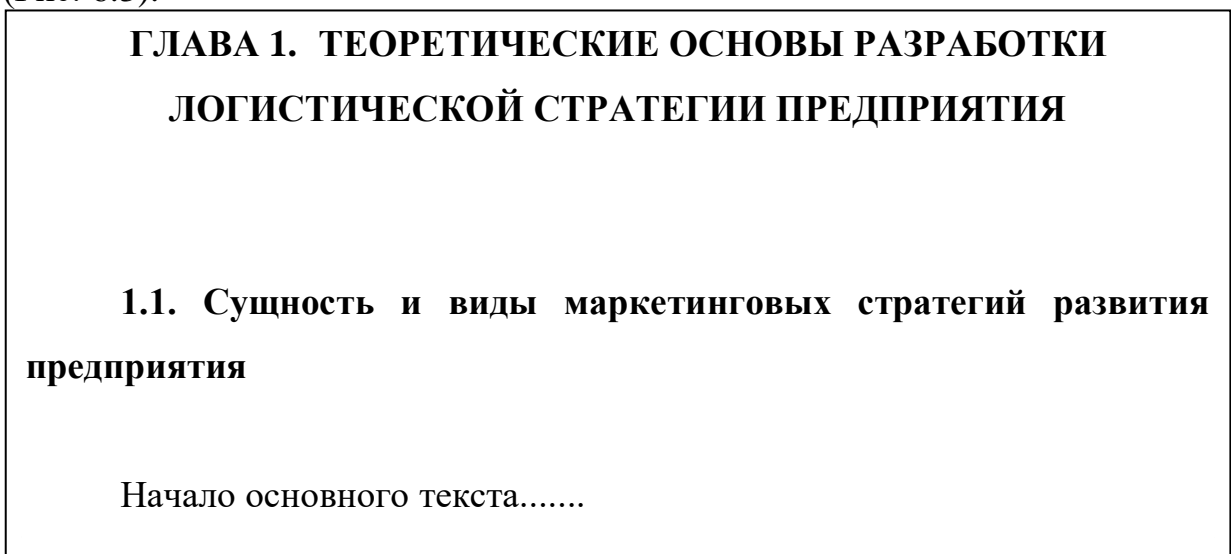 ГЛАВА 1. ТЕОРЕТИЧЕСКИЕ ОСНОВЫ РАЗРАБОТКИ
ЛОГИСТИЧЕСКОЙ СТРАТЕГИИ ПРЕДПРИЯТИЯ
1.1. Сущность и виды маркетинговых стратегий развития
предприятия
Начало основного текста.......